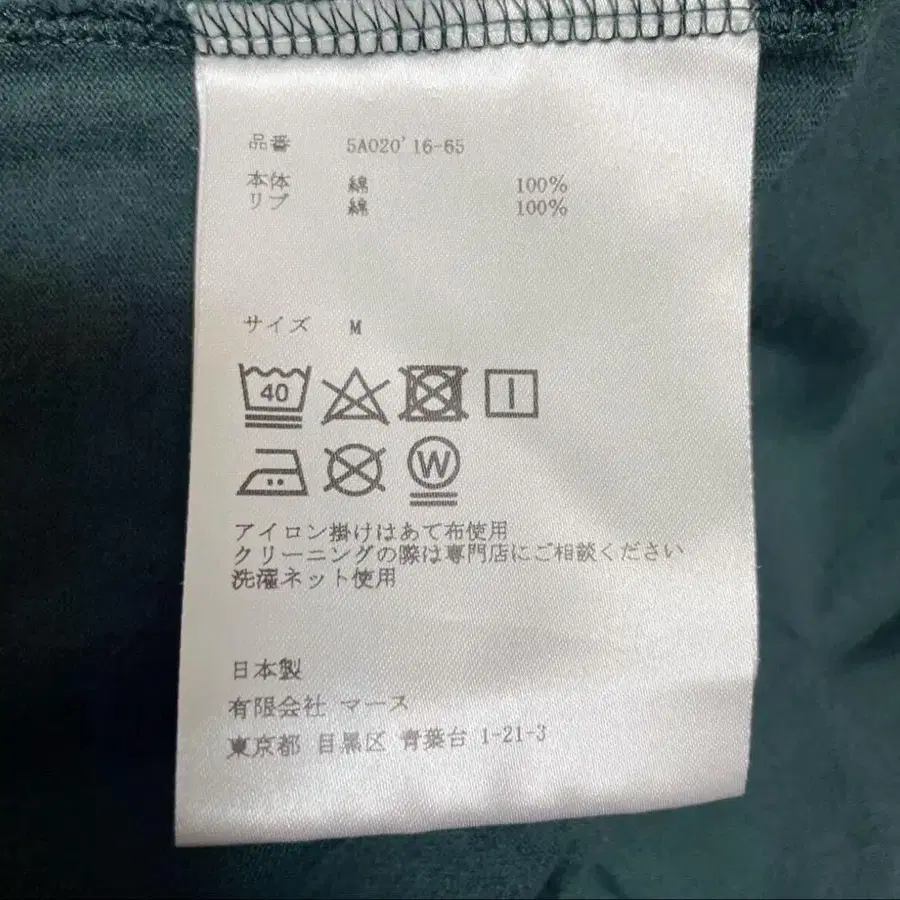 品番 5A020'16-65
本体 綿 100%
リブ 綿 100%
サイズ M
40
W
アイロン掛けはあて布使用
クリーニングの際は専門店にご相談ください
洗濯ネット使用
日本製
有限会社 マース
東京都 目黒区 青葉台 1-21-3